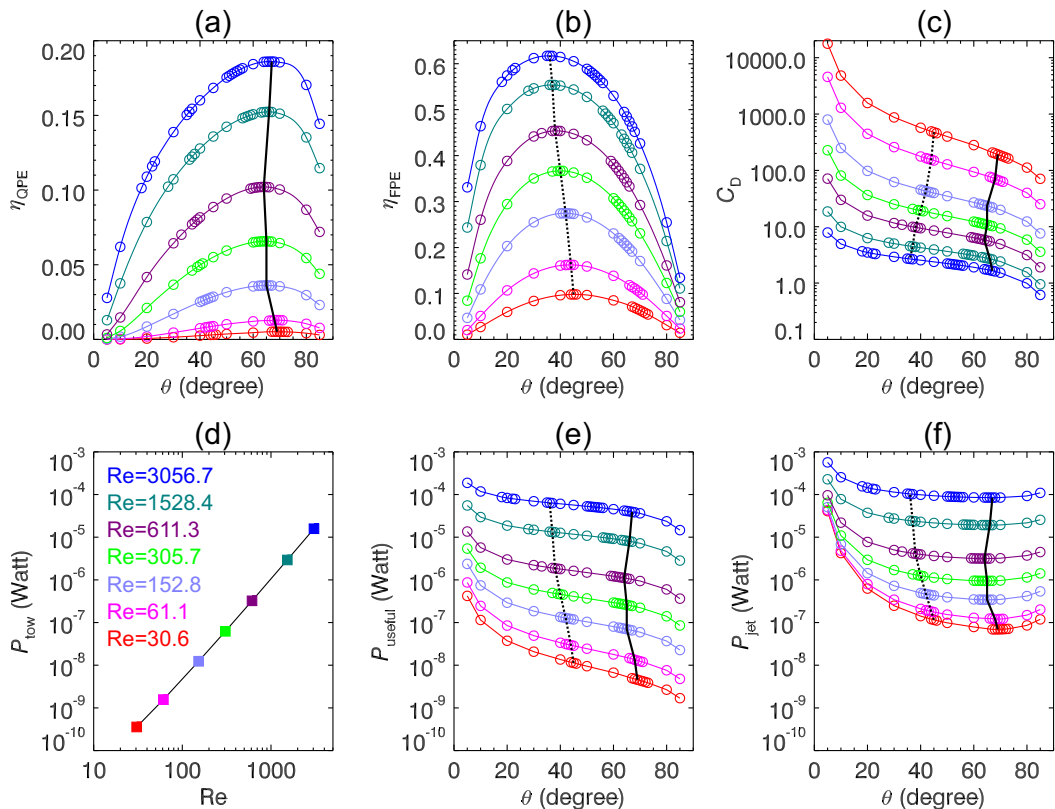 (a)
(b)
(c)
0.20
0.15
0.10
0.05
0.00
ηQPE
0 20 40 60 80
θ (degree)
0.6
0.5
0.4
0.3
0.2
0.1
0.0
ηFPE
0 20 40 60 80
θ (degree)
10000.0
1000.0
100.0
10.0
1.0
0.1
CD
0 20 40 60 80
θ (degree)
(d)
(e)
(f)
10-3
10-4
10-5
10-6
10-7
10-8
10-9
10-10
Ptow (Watt)
Re=3056.7
Re=1528.4
Re=611.3
Re=305.7
Re=152.8
Re=61.1
Re=30.6
10 100 1000
Re
10-3
10-4
10-5
10-6
10-7
10-8
10-9
10-10
Puseful (Watt)
0 20 40 60 80
θ (degree)
10-3
10-4
10-5
10-6
10-7
10-8
10-9
10-10
Pjet (Watt)
0 20 40 60 80
θ (degree)